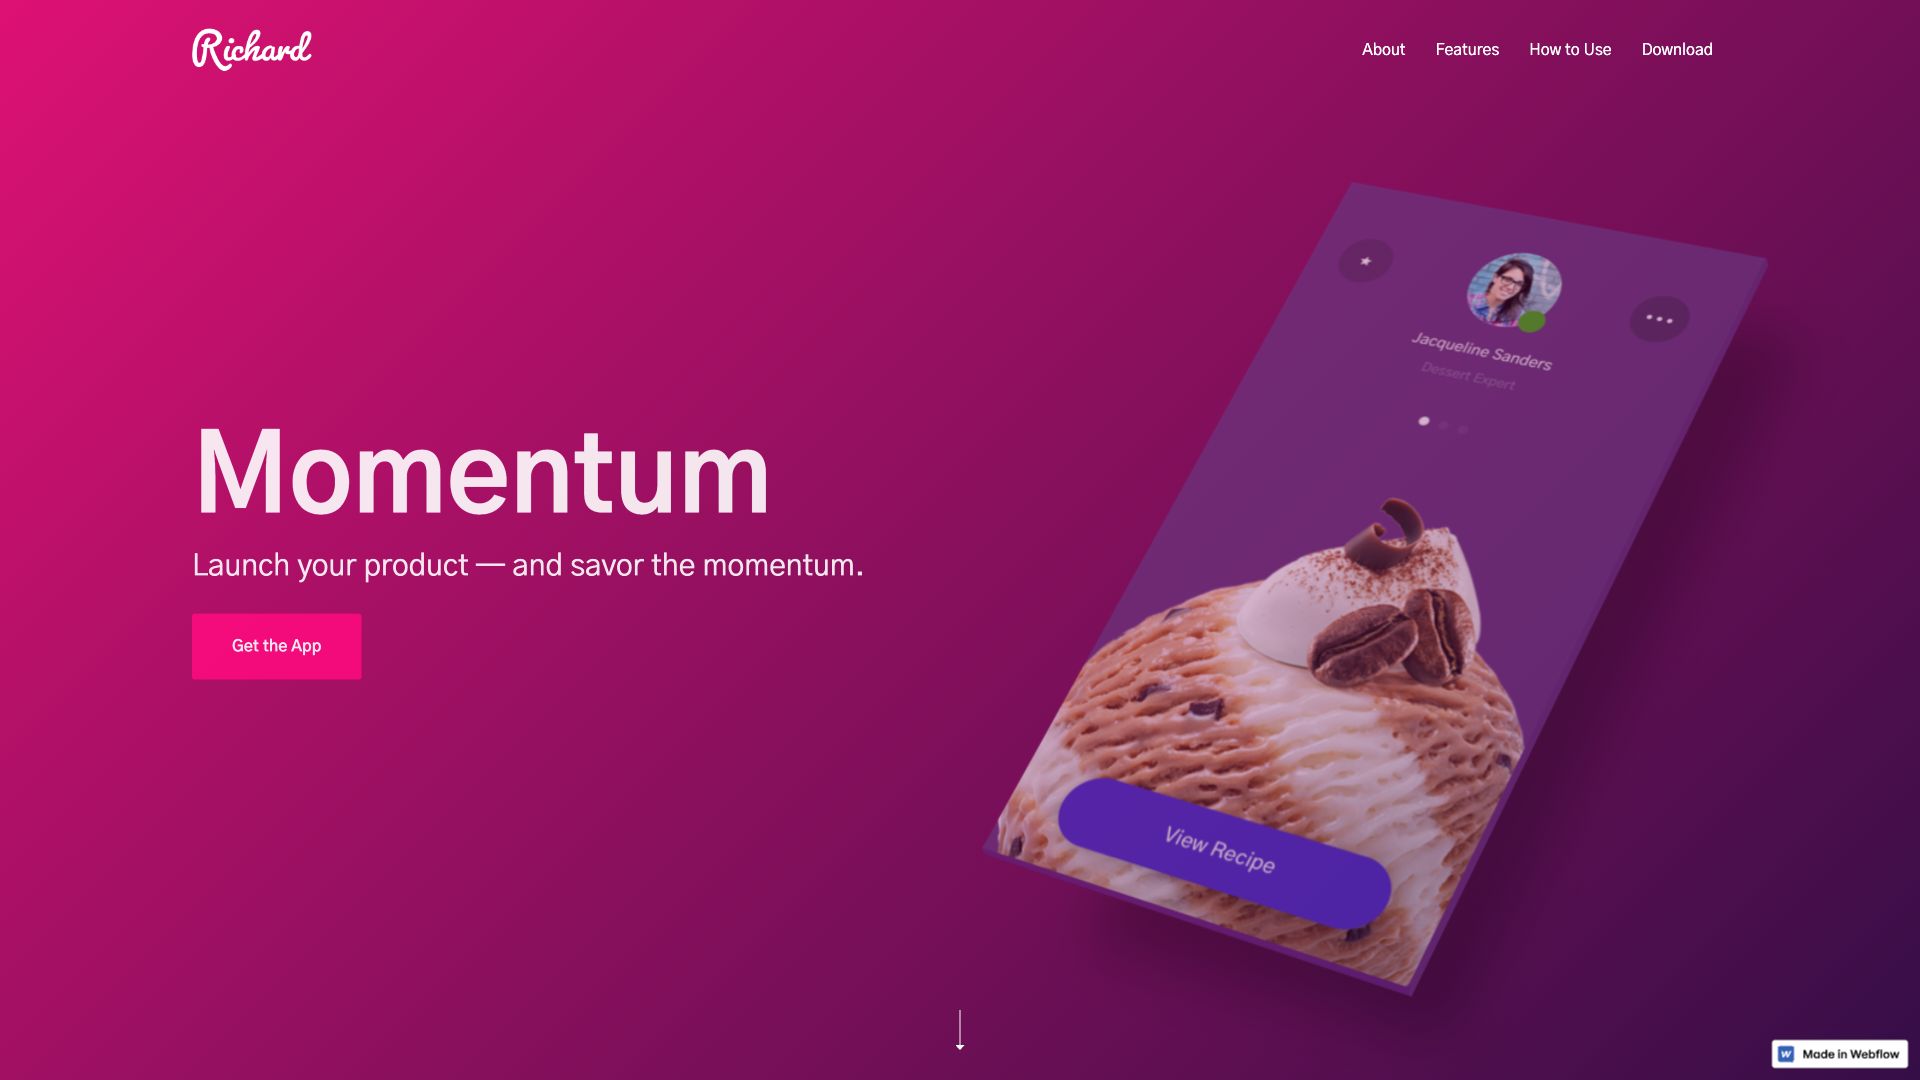 Richard
About
Features
How to Use
Download
Jacqueline Sanders
Dessert Expert
Momentum
Launch your product — and savor the momentum.
Get the App
View Recipe
Made in Webflow